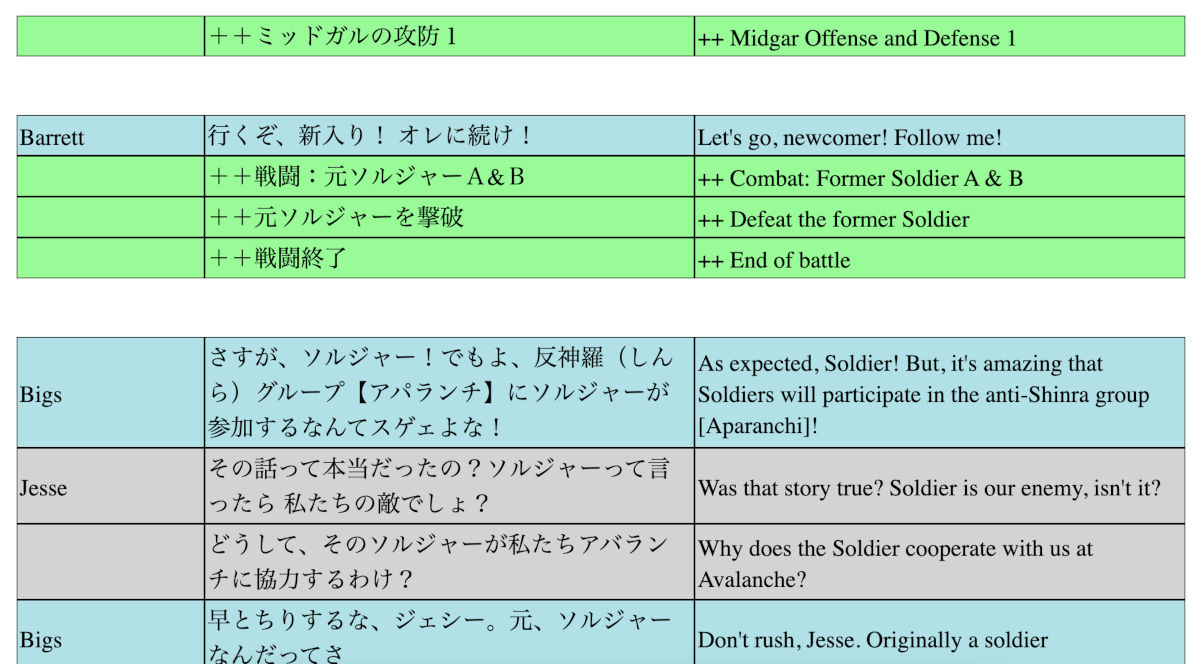 ＋＋ミッドガルの攻防１
++ Midgar Offense and Defense 1
Barrett
行くぞ、新入り！ オレに続け！
Let's go, newcomer! Follow me!
＋＋戦闘：元ソルジャーＡ＆Ｂ
++ Combat: Former Soldier A & B
＋＋元ソルジャーを撃破
++ Defeat the former Soldier
＋＋戦闘終了
++ End of battle
Bigs
さすが、ソルジャー！でもよ、反神羅（しん
ら）グループ【アパランチ】にソルジャーが
参加するなんてスゲェよな！
As expected, Soldier! But, it's amazing that
Soldiers will participate in the anti-Shinra group
[Aparanchi]!
Jesse
その話って本当だったの？ソルジャーって言
ったら 私たちの敵でしょ？
Was that story true? Soldier is our enemy, isn't it?
どうして、そのソルジャーが私たちアバラン
チに協力するわけ？
Why does the Soldier cooperate with us at
Avalanche?
Bigs
早とちりするな、ジェシー。元、ソルジャー
なんだってさ
Don't rush, Jesse. Originally a soldier